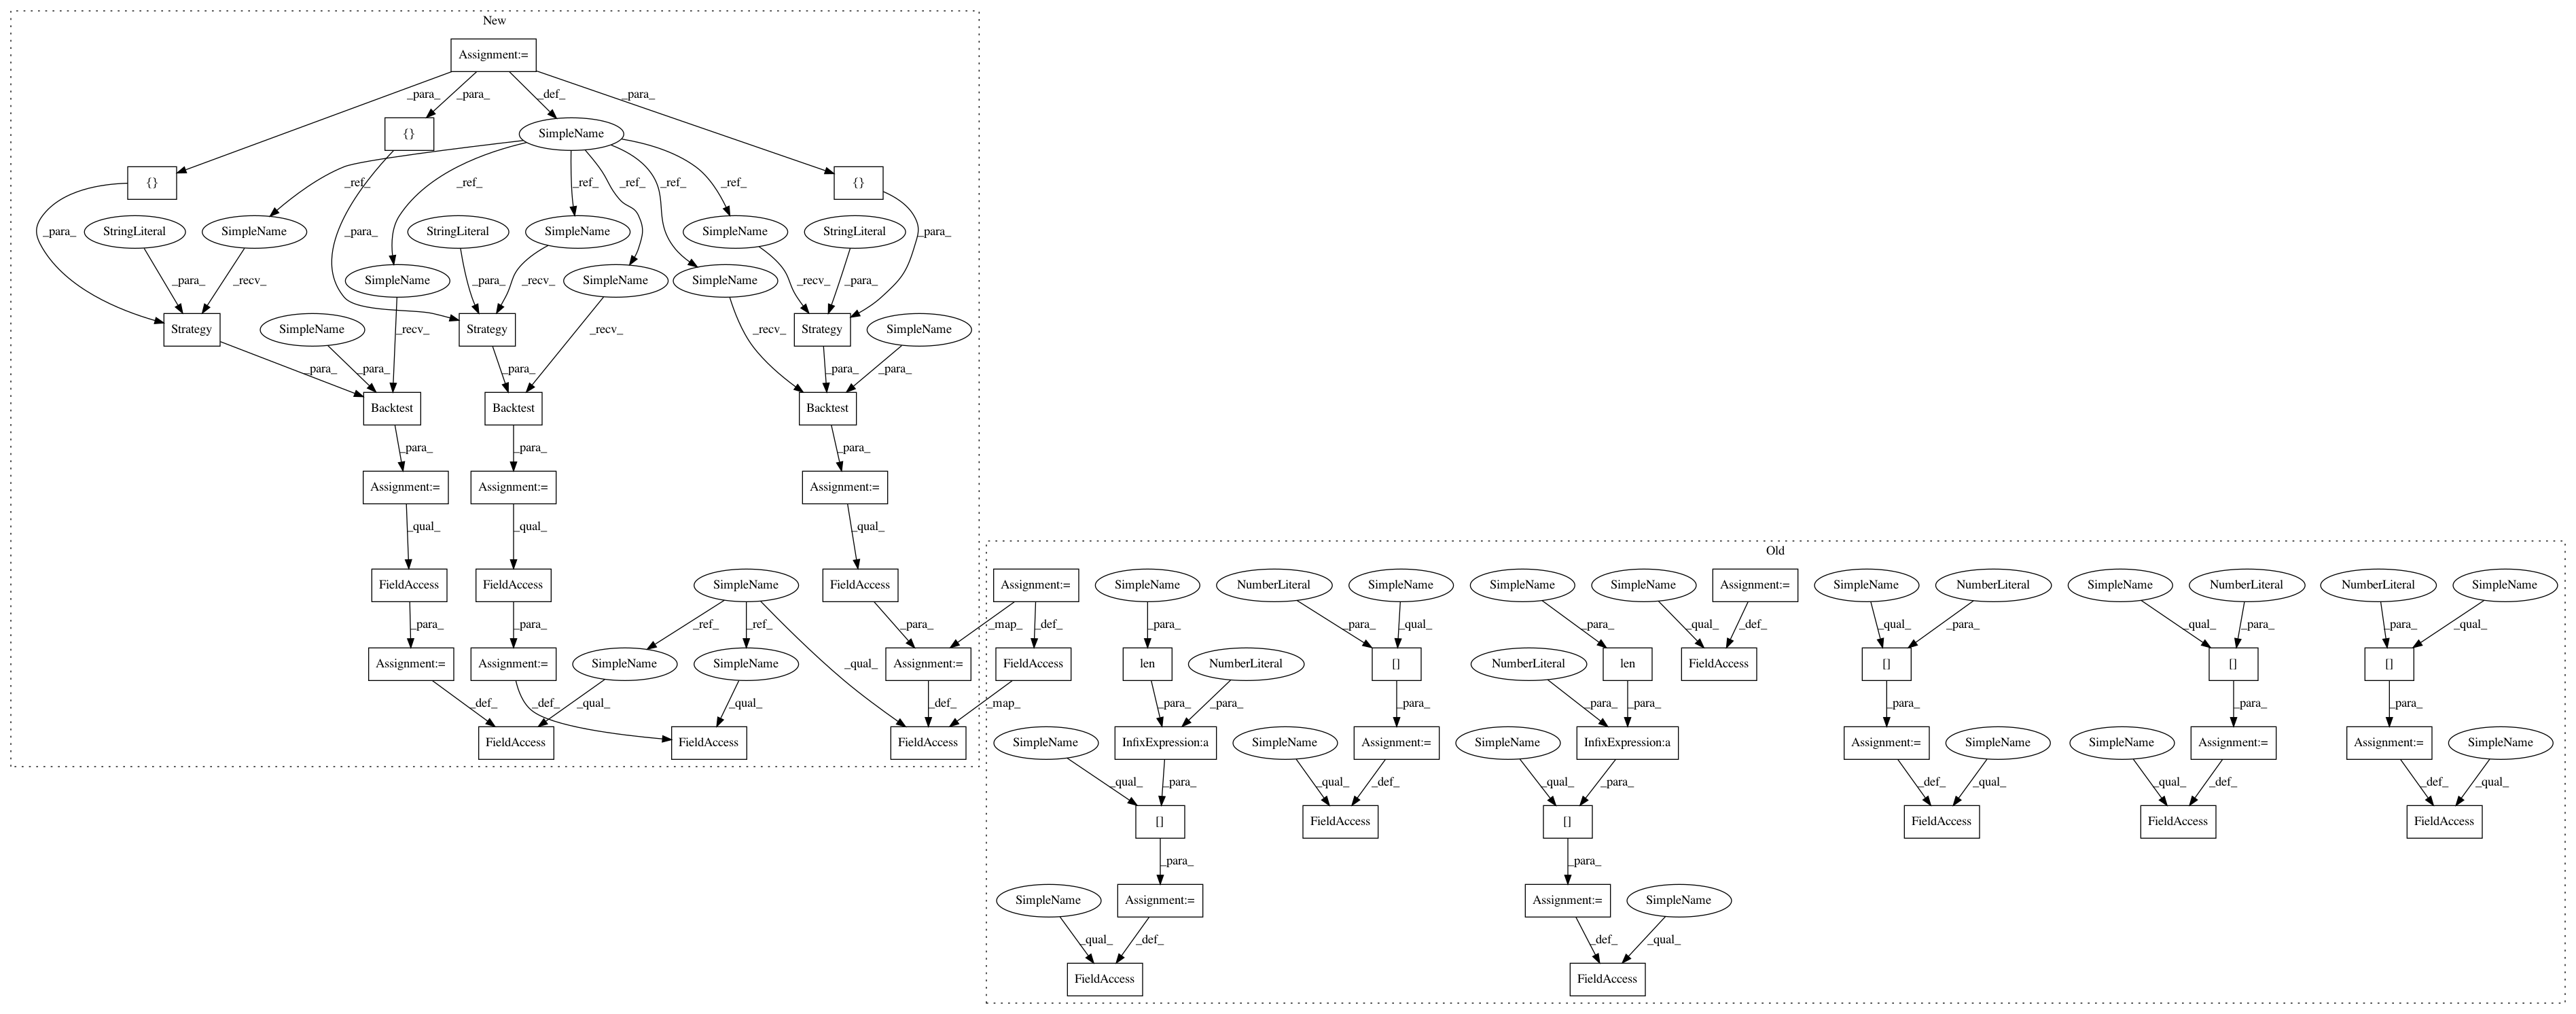 New
Assignment:=
_para_ _para_ _def_ _para_
{} SimpleName
{} {}
_ref_ _ref_ _ref_ _ref_ _ref_ _ref_
_para_ StringLiteral SimpleName _para_ StringLiteral SimpleName SimpleName StringLiteral _para_
_para_ _recv_ SimpleName _para_ _recv_ SimpleName SimpleName _recv_ _para_
Strategy SimpleName _recv_ Strategy _recv_ _recv_ Strategy SimpleName
_para_ _para_ _para_ _para_ _para_
Backtest Backtest Backtest
_para_ _para_ _para_
Assignment:= Assignment:= Assignment:=
_qual_ _qual_ _qual_
FieldAccess FieldAccess SimpleName FieldAccess
_para_ _para_ _ref_ _ref_ _para_
Assignment:= Assignment:= SimpleName SimpleName _qual_ Assignment:=
_def_ _def_ _qual_ _qual_ _def_
FieldAccess FieldAccess FieldAccess
Old
Assignment:= SimpleName NumberLiteral SimpleName SimpleName SimpleName Assignment:= SimpleName NumberLiteral SimpleName NumberLiteral NumberLiteral SimpleName
_map_ _def_ _para_ _para_ _qual_ _para_ _qual_ _def_ _qual_ _para_ _qual_ _para_ _para_ _qual_
FieldAccess len NumberLiteral [] NumberLiteral len FieldAccess [] [] []
_map_ _para_ _para_ _para_ _para_ _para_ _para_ _para_ _para_
SimpleName InfixExpression:a SimpleName Assignment:= SimpleName InfixExpression:a Assignment:= SimpleName SimpleName Assignment:= Assignment:= SimpleName
_qual_ _para_ _qual_ _def_ _qual_ _para_ _def_ _qual_ _qual_ _def_ _def_ _qual_
[] FieldAccess [] FieldAccess FieldAccess FieldAccess
_para_ _para_
SimpleName Assignment:= Assignment:= SimpleName
_qual_ _def_ _def_ _qual_
FieldAccess FieldAccess